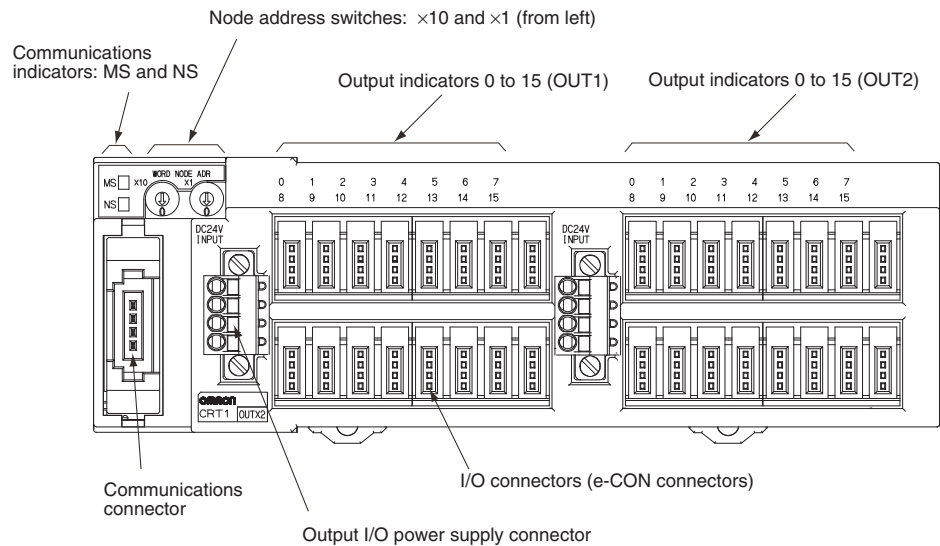 Node address switches: ×10 and ×1 (from left)
Communications
indicators: MS and NS
Output indicators 0 to 15 (OUT1)
Output indicators 0 to 15 (OUT2)
WORD NODE ADR
MS X10 X1
NS
0 0
0 1 2 3 4 5 6 7
8 9 10 11 12 13 14 15
0 1 2 3 4 5 6 7
8 9 10 11 12 13 14 15
DC24V
INPUT
DC24V
INPUT
OMRON
CRT1 OUTX2
I/O connectors (e-CON connectors)
Communications
connector
Output I/O power supply connector